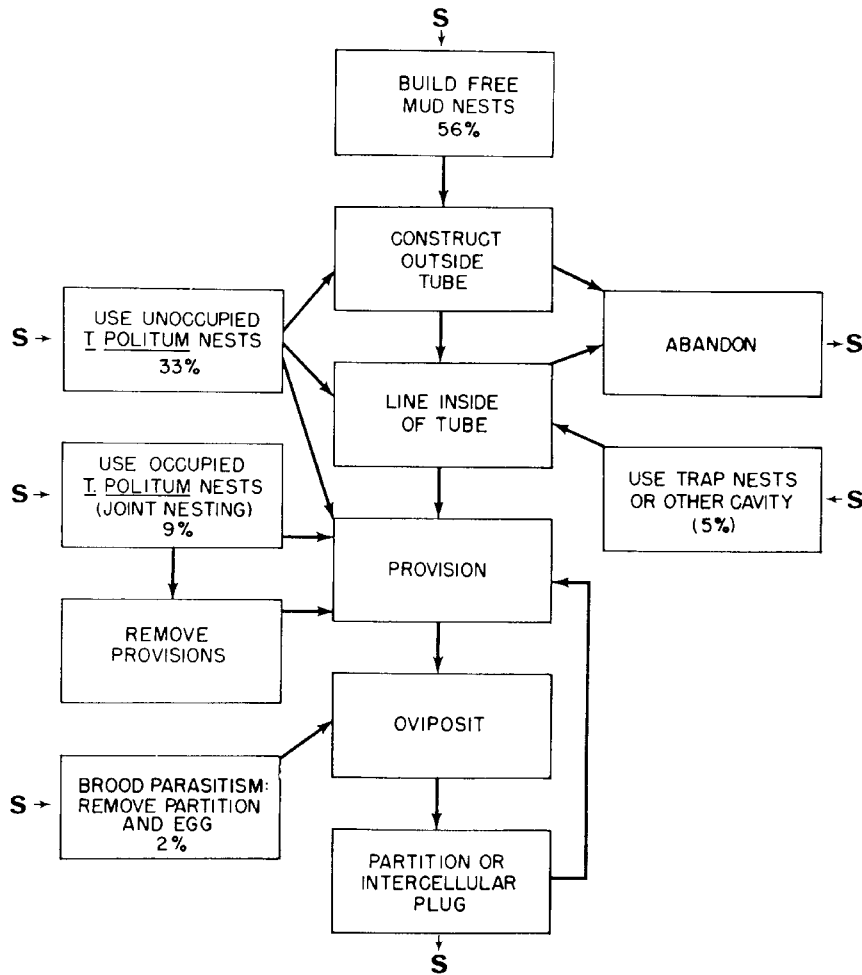 S
BUILD FREE
MUD NESTS
56%
CONSTRUCT
OUTSIDE
TUBE
S
USE UNOCCUPIED
T. POLITUM NESTS
33%
ABANDON
S
LINE INSIDE
OF TUBE
S
USE OCCUPIED
T. POLITUM NESTS
(JOINT NESTING)
9%
USE TRAP NESTS
OR OTHER CAVITY
(5%)
S
PROVISION
REMOVE
PROVISIONS
OVIPOSIT
S
BROOD PARASITISM:
REMOVE PARTITION
AND EGG
2%
PARTITION OR
INTERCELLULAR
PLUG
S